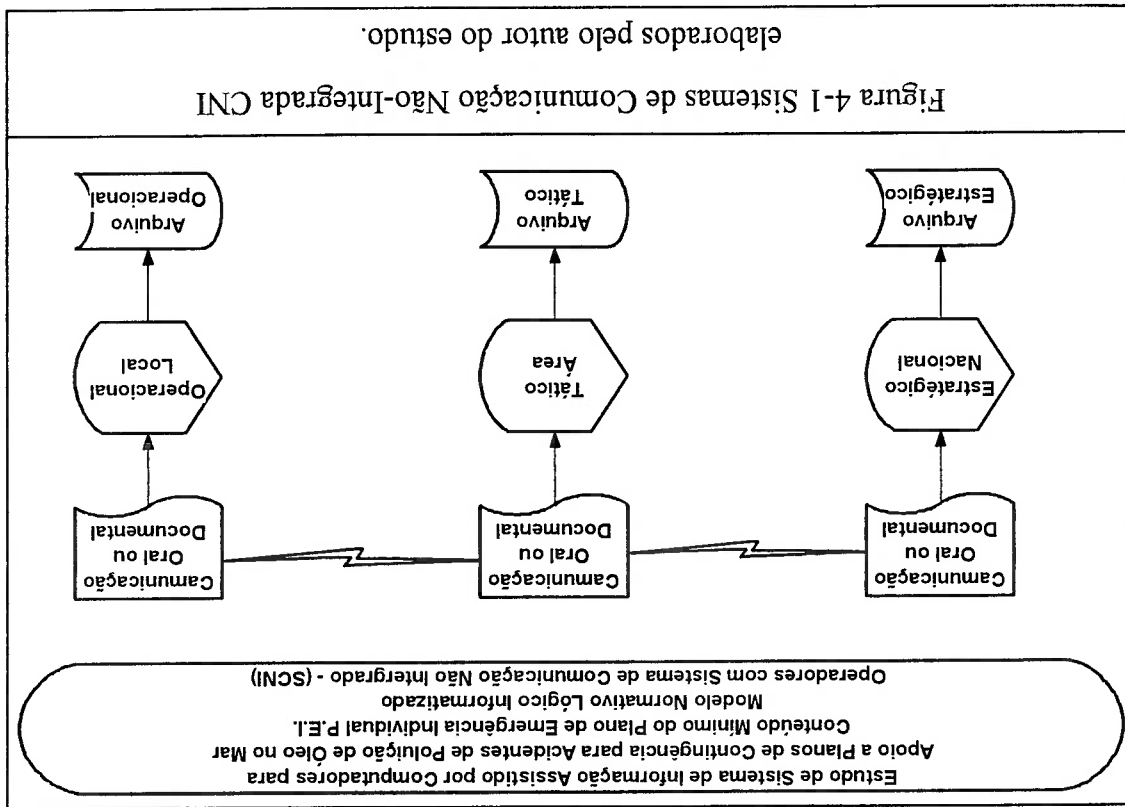 Estudo de Sistema de Informação Assistido por Computadores para
Apoio a Planos de Contingência para Acidentes de Poluição de Óleo no Mar
Conteúdo Mínimo do Plano de Emergência Individual P.E.I.
Modelo Normativo Lógico Informatizado
Operadores com Sistema de Comunicação Não Intergrado - (SCNI)
Camunicação
Oral ou
Documental
Camunicação
Oral ou
Documental
Camunicação
Oral ou
Documental
Operacional
Local
Tático
Área
Estratégico
Nacional
Arquivo
Operacional
Arquivo
Tático
Arquivo
Estratégico
Figura 4-1 Sistemas de Comunicação Não-Integrada CNI
elaborados pelo autor do estudo.